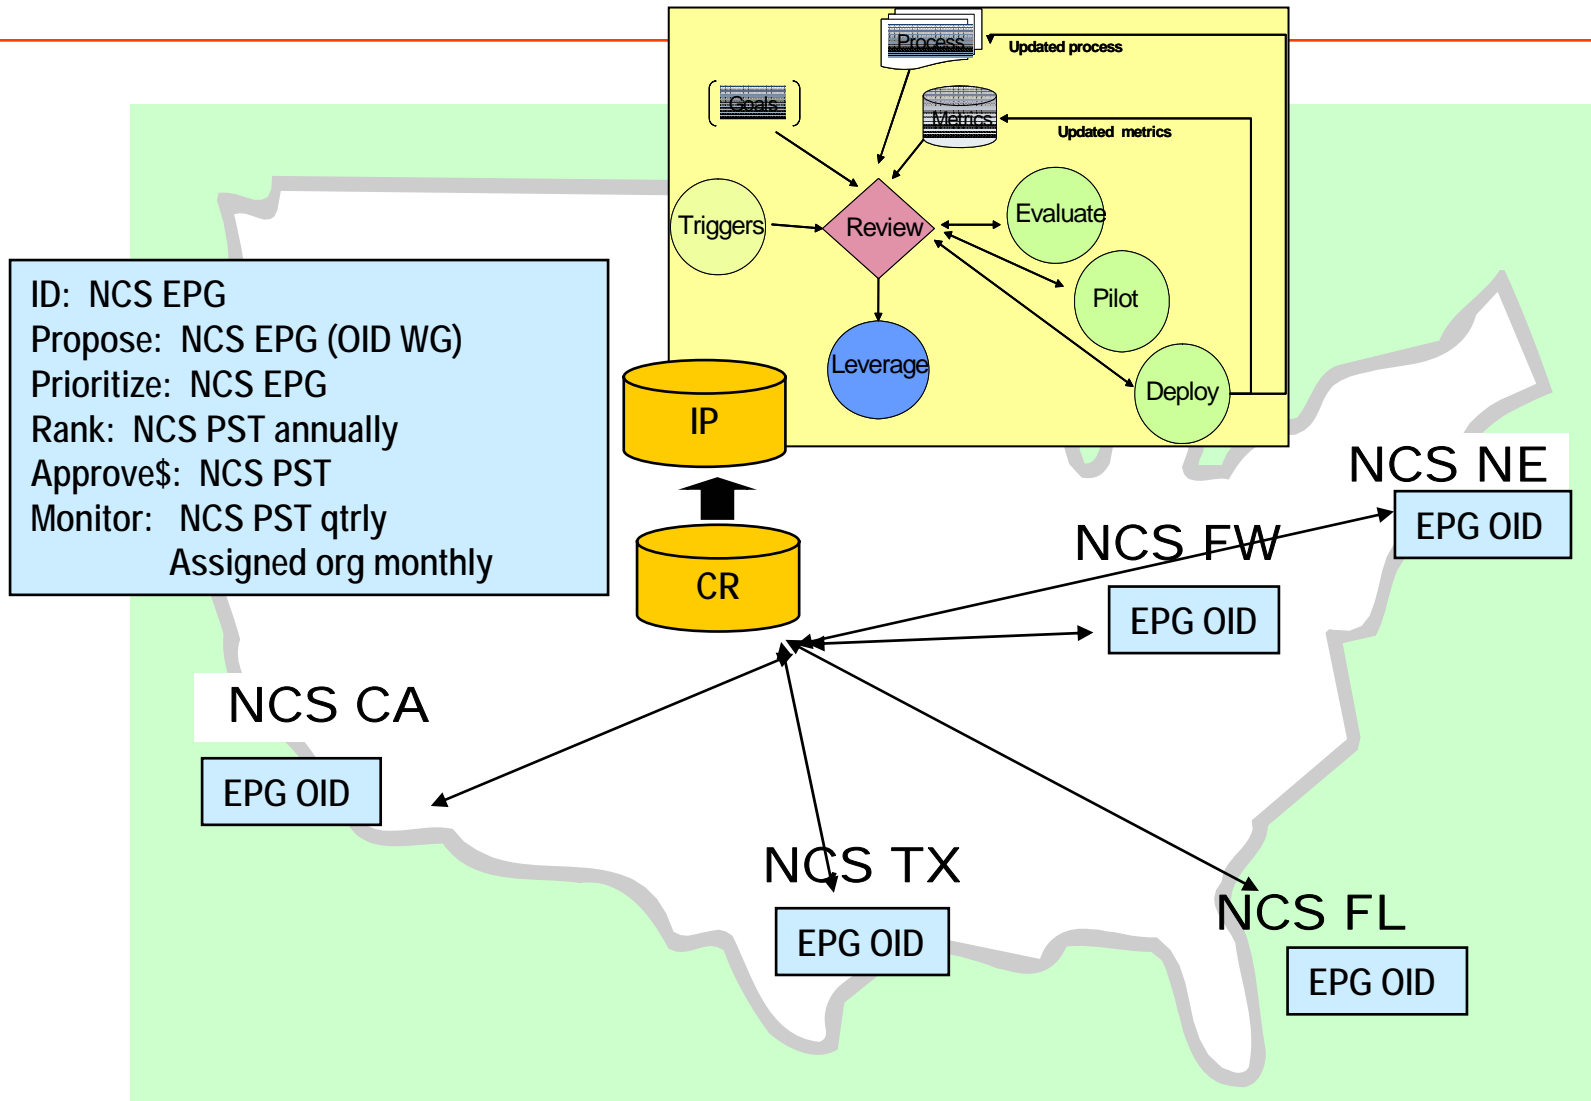 Process
Updated process
Goals
Metrics
Updated metrics
Triggers
Review
Evaluate
Pilot
Leverage
Deploy
ID: NCS EPG
Propose: NCS EPG (OID WG)
Prioritize: NCS EPG
Rank: NCS PST annually
Approve$: NCS PST
Monitor: NCS PST qtrly
Assigned org monthly
IP
CR
NCS NE
EPG OID
NCS FW
EPG OID
NCS CA
EPG OID
NCS TX
EPG OID
NCS FL
EPG OID